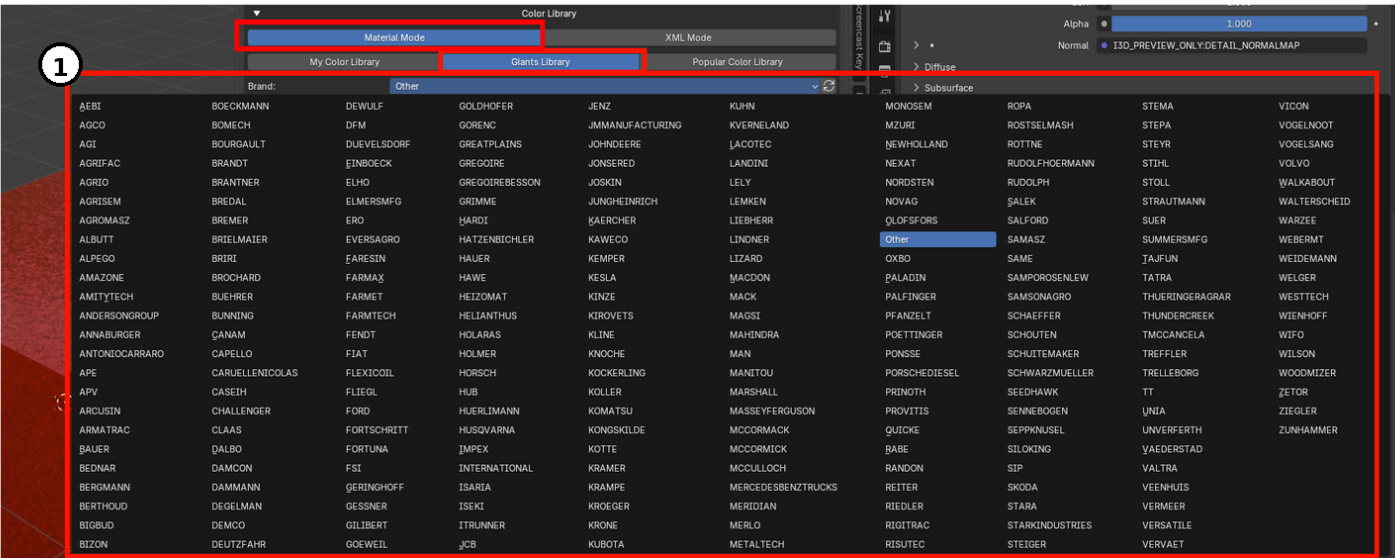 Color Library
Material Mode
XML Mode
My Color Library
Giants Library
Popular Color Library
Brand:
Other
1
Screencast Key
Alpha
1.000
Normal
I3D_PREVIEW_ONLY:DETAIL_NORMALMAP
Diffuse
Subsurface
AEBI
AGCO
AGI
AGRIFAC
AGRIO
AGRISEM
AGROMASZ
ALBUTT
ALPEGO
AMAZONE
AMITYTECH
ANDERSONGROUP
ANNABURGER
ANTONIOCARRARO
APE
APV
ARCUSIN
ARMATRAC
BAUER
BEDNAR
BERGMANN
BERTHOUD
BIGBUD
BIZON
BOECKMANN
BOMECH
BOURGAULT
BRANDT
BRANTNER
BREDAL
BREMER
BRIELMAIER
BRIRI
BROCHARD
BUEHRER
BUNNING
CANAM
CAPELLO
CARUELLENICOLAS
CASEIH
CHALLENGER
CLAAS
DALBO
DAMCON
DAMMANN
DEGELMAN
DEMCO
DEUTZFAHR
DEWULF
DFM
DUEVELSDORF
EINBOECK
ELHO
ELMERSMFG
ERO
EVERSAGRO
FARESIN
FARMAX
FARMET
FARMTECH
FENDT
FIAT
FLEXICOIL
FLIEGL
FORD
FORTSCHRITT
FORTUNA
FSI
GERINGHOFF
GESSNER
GILIBERT
GOEWEIL
GOLDHOFER
GORENC
GREATPLAINS
GREGOIRE
GREGOIREBESSON
GRIMME
HARDI
HATZENBICHLER
HAUER
HAWE
HEIZOMAT
HELIANTHUS
HOLARAS
HOLMER
HORSCH
HUB
HUERLIMANN
HUSQVARNA
IMPEX
INTERNATIONAL
ISARIA
ISEKI
ITRUNNER
JCB
JENZ
JMMANUFACTURING
JOHNDEERE
JONSERED
JOSKIN
JUNGHEINRICH
KAERCHER
KAWECO
KEMPER
KESLA
KINZE
KIROVETS
KLINE
KNOCHE
KOCKERLING
KOLLER
KOMATSU
KONGSKILDE
KOTTE
KRAMER
KRAMPE
KROEGER
KRONE
KUBOTA
KUHN
KVERNELAND
LACOTEC
LANDINI
LELY
LEMKEN
LIEBHERR
LINDNER
LIZARD
MACDON
MACK
MAGSI
MAHINDRA
MAN
MANITOU
MARSHALL
MASSEYFERGUSON
MCCORMACK
MCCORMICK
MCCULLOCH
MERCEDESBENZTRUCKS
MERIDIAN
MERLO
METALTECH
MONOSEM
MZURI
NEWHOLLAND
NEXAT
NORDSTEN
NOVAG
OLOFSFORS
Other
OXBO
PALADIN
PALFINGER
PFANZELT
POETTINGER
PONSSE
PORSCHEDIESEL
PRINOTH
PROVITIS
QUICKE
RABE
RANDON
REITER
RIEDLER
RIGITRAC
RISUTEC
ROPA
ROSTSELMASH
ROTTNE
RUDOLFHOERMANN
RUDOLPH
SALEK
SALFORD
SAMASZ
SAME
SAMPOROSENLEW
SAMSONAGRO
SCHAEFFER
SCHOUTEN
SCHUITEMAKER
SCHWARZMUELLER
SEEDHAWK
SENNEBOGEN
SEPPKNUSEL
SILOKING
SIP
SKODA
STARA
STARKINDUSTRIES
STEIGER
STEMA
STEPA
STEYR
STIHL
STOLL
STRAUTMANN
SUER
SUMMERSMFG
TAJFUN
TATRA
THUERINGERAGRAR
THUNDERCREEK
TMCCANCELA
TREFFLER
TRELLEBORG
TT
UNIA
UNVERFERTH
VAEDERSTAD
VALTRA
VEENHUIS
VERMEER
VERSATILE
VERVAET
VICON
VOGELNOOT
VOGELSANG
VOLVO
WALKABOUT
WALTERSCHEID
WARZEE
WEBERMT
WEIDEMANN
WELGER
WESTTECH
WIENHOFF
WIFO
WILSON
WOODMIZER
ZETOR
ZIEGLER
ZUNHAMMER